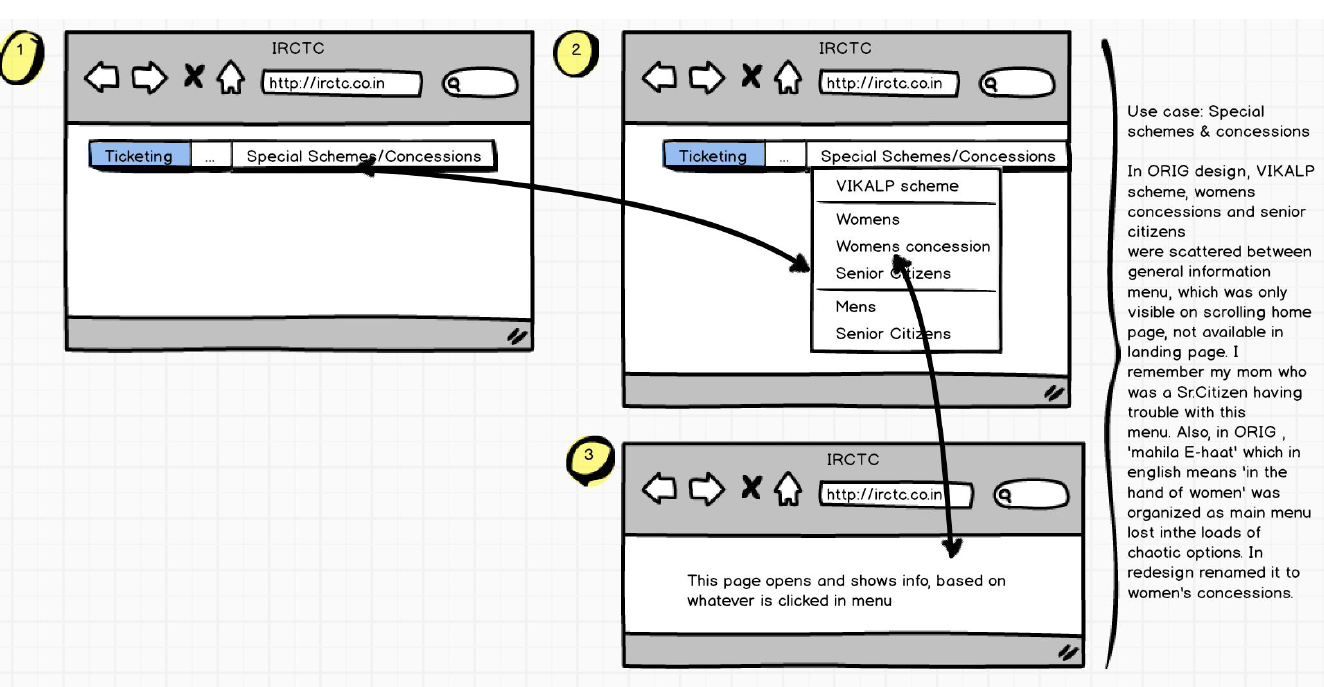 1
IRCTC
http://irctc.co.in
Ticketing ... Special Schemes/Concessions
2
IRCTC
http://irctc.co.in
Ticketing ... Special Schemes/Concessions
VIKALP scheme
Womens
Womens concession
Senior Citizens
Mens
Senior Citizens
3
IRCTC
http://irctc.co.in
This page opens and shows info, based on
whatever is clicked in menu
Use case: Special
schemes & concessions
In ORIG design, VIKALP
scheme, womens
concessions and senior
citizens
were scattered between
general information
menu, which was only
visible on scrolling home
page, not available in
landing page. I
remember my mom who
was a Sr.Citizen having
trouble with this
menu. Also, in ORIG ,
'mahila E-haat' which in
english means 'in the
hand of women' was
organized as main menu
lost inthe loads of
chaotic options. In
redesign renamed it to
women's concessions.